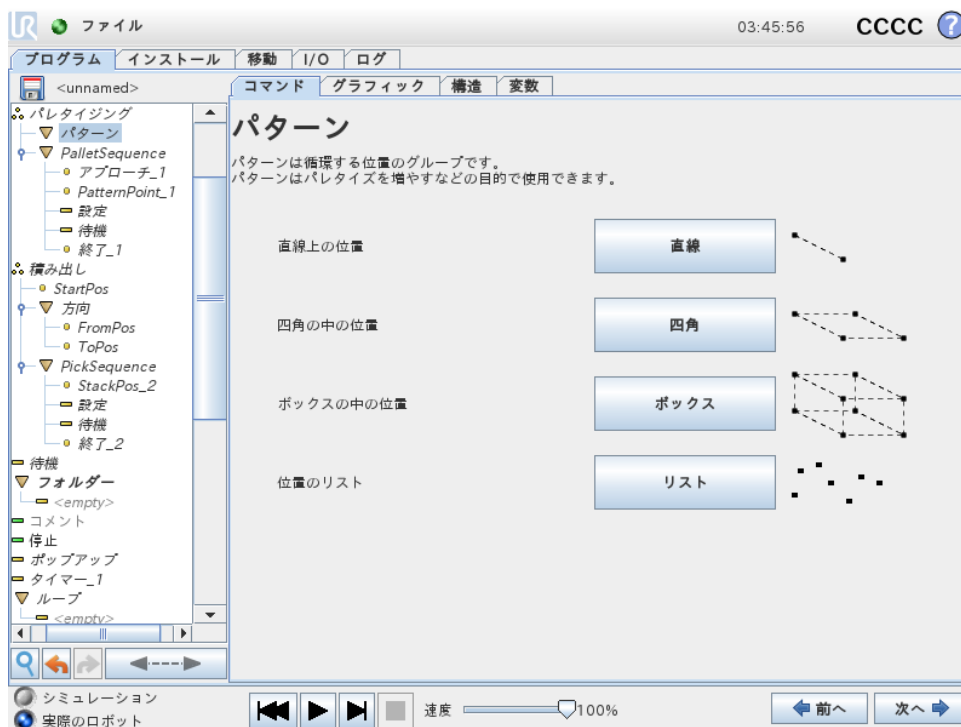 UR ファイル 03:45:56 CCCC ?
プログラム インストール 移動 I/O ログ
<unnamed>
コマンド グラフィック 構造 変数
パレタイジング
パターン
PalletSequence
アプローチ_1
PatternPoint_1
設定
待機
終了_1
積み出し
StartPos
方向
FromPos
ToPos
PickSequence
StackPos_2
設定
待機
終了_2
待機
フォルダー
<empty>
コメント
停止
ポップアップ
タイマー_1
ループ
<empty>
パターン
パターンは循環する位置のグループです。
パターンはパレタイズを増やすなどの目的で使用できます。
直線上の位置 直線
四角の中の位置 四角
ボックスの中の位置 ボックス
位置のリスト リスト
シミュレーション
実際のロボット
速度 100% 前へ 次へ